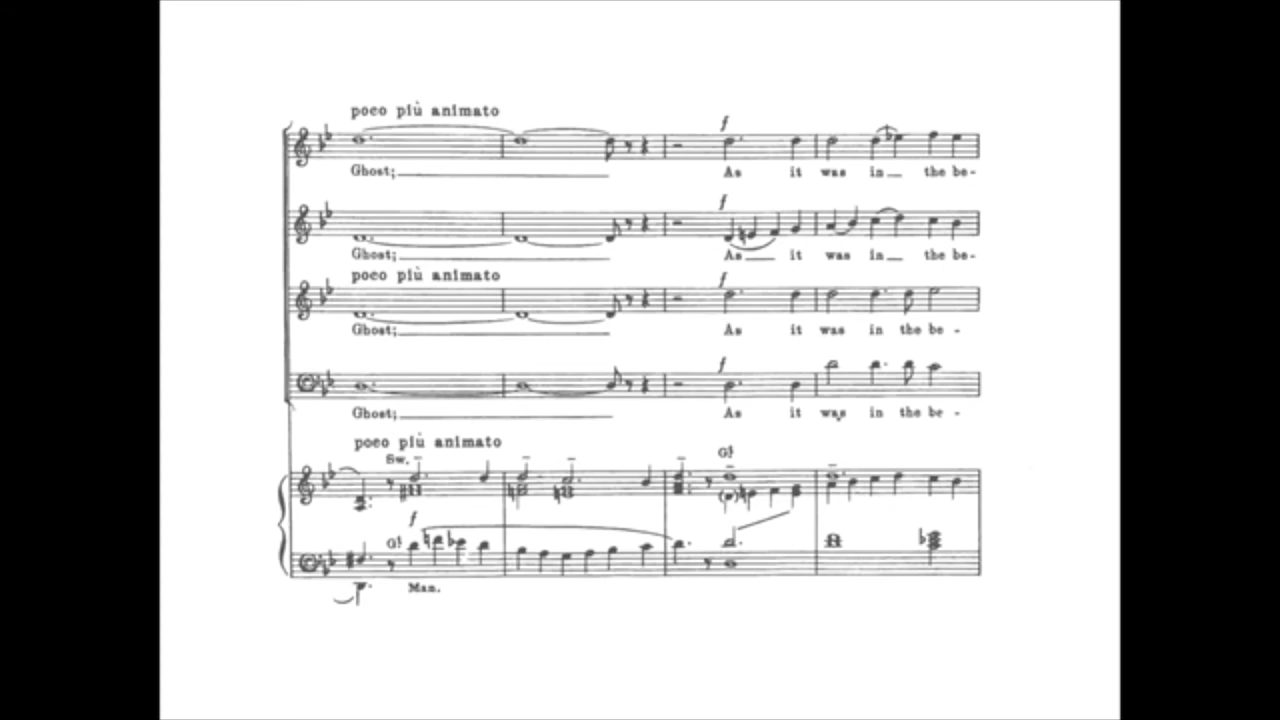 poco più animato
f
Ghost; As it was in the be-
f
Ghost; As it was in the be-
poco più animato
f
Ghost; As it was in the be-
f
Ghost; As it was in the be-
poco più animato
Sw. Gt
f
Gt
Man.